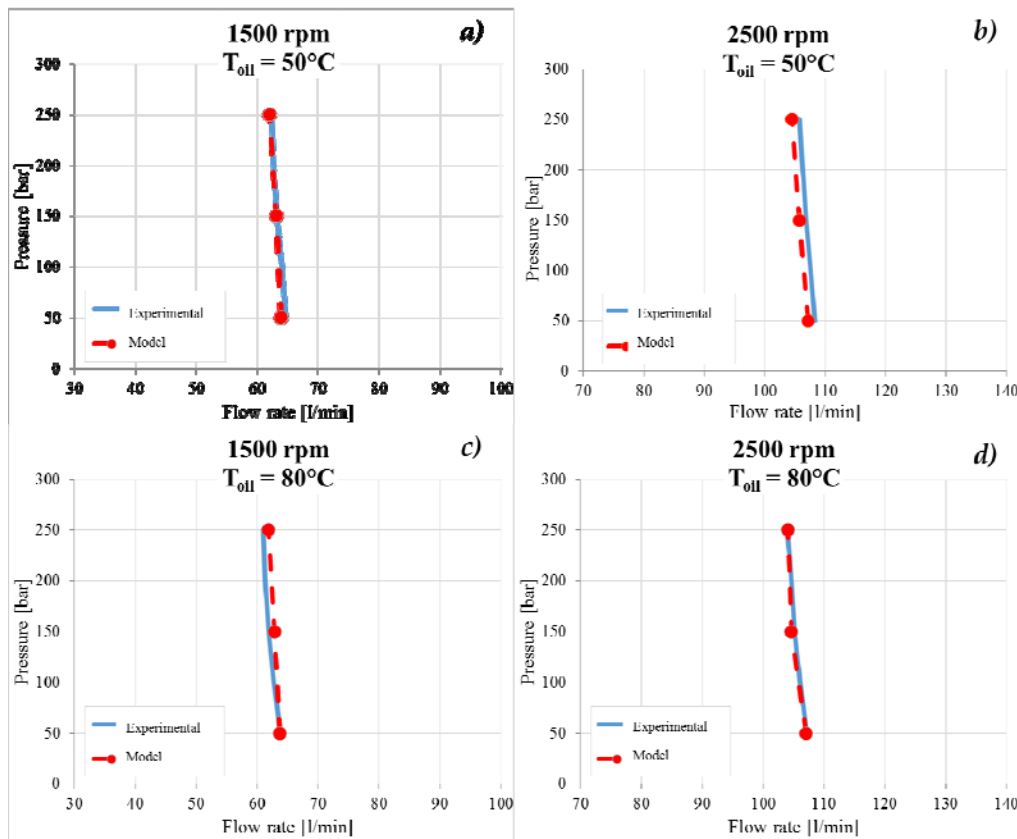 1500 rpm
T_oil = 50°C
a)
300
250
200
150
100
50
0
Pressure [bar]
Experimental
Model
30 40 50 60 70 80 90 100
Flow rate [l/min]
2500 rpm
T_oil = 50°C
b)
300
250
200
150
100
50
0
Pressure [bar]
Experimental
Model
70 80 90 100 110 120 130 140
Flow rate [l/min]
1500 rpm
T_oil = 80°C
c)
300
250
200
150
100
50
0
Pressure [bar]
Experimental
Model
30 40 50 60 70 80 90 100
Flow rate [l/min]
2500 rpm
T_oil = 80°C
d)
300
250
200
150
100
50
0
Pressure [bar]
Experimental
Model
70 80 90 100 110 120 130 140
Flow rate [l/min]